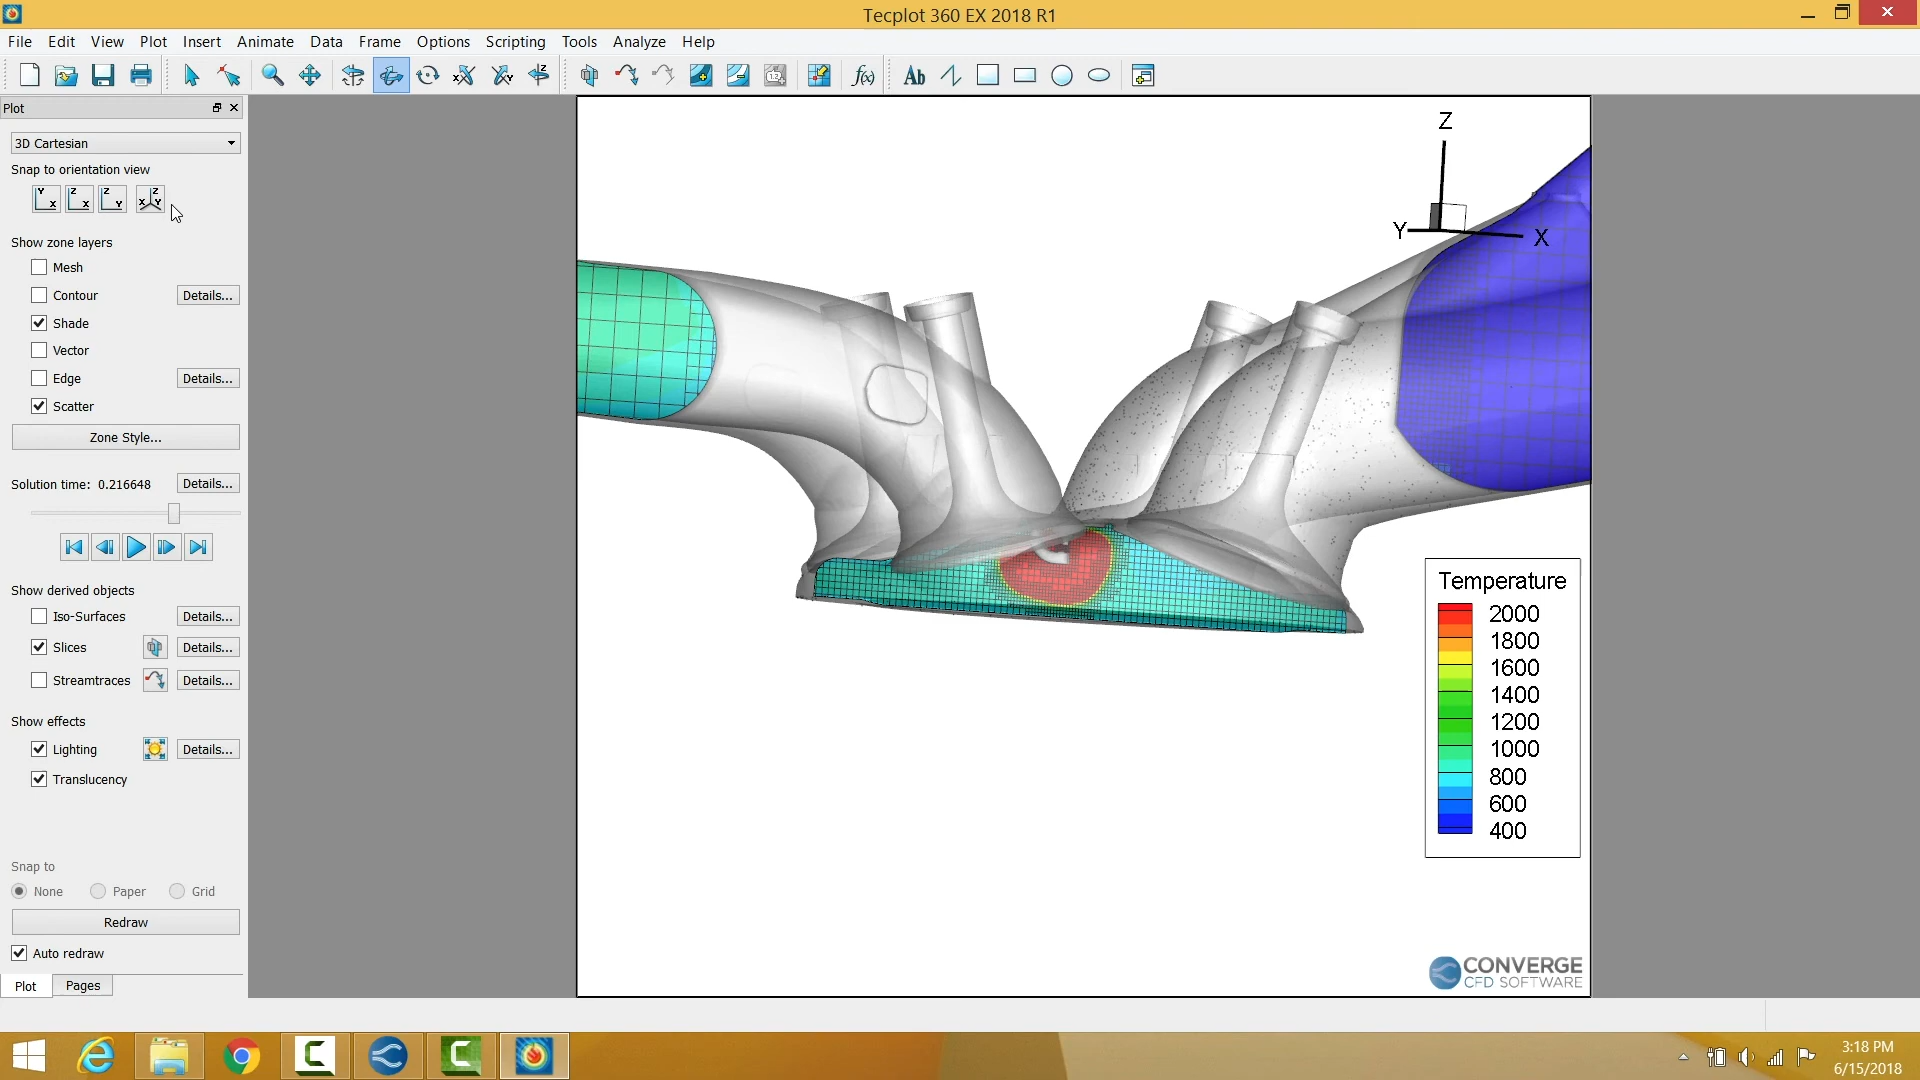 Tecplot 360 EX 2018 R1
File Edit View Plot Insert Animate Data Frame Options Scripting Tools Analyze Help
Plot
3D Cartesian
Snap to orientation view
Y X Z X Z Y X Z Y
Show zone layers
Mesh
Contour Details...
Shade
Vector
Edge Details...
Scatter
Zone Style...
Solution time: 0.216648 Details...
Show derived objects
Iso-Surfaces Details...
Slices Details...
Streamtraces Details...
Show effects
Lighting Details...
Translucency
Snap to
None Paper Grid
Redraw
Auto redraw
Plot Pages
Z
Y X
Temperature
2000
1800
1600
1400
1200
1000
800
600
400
CONVERGE
CFD SOFTWARE
3:18 PM
6/15/2018